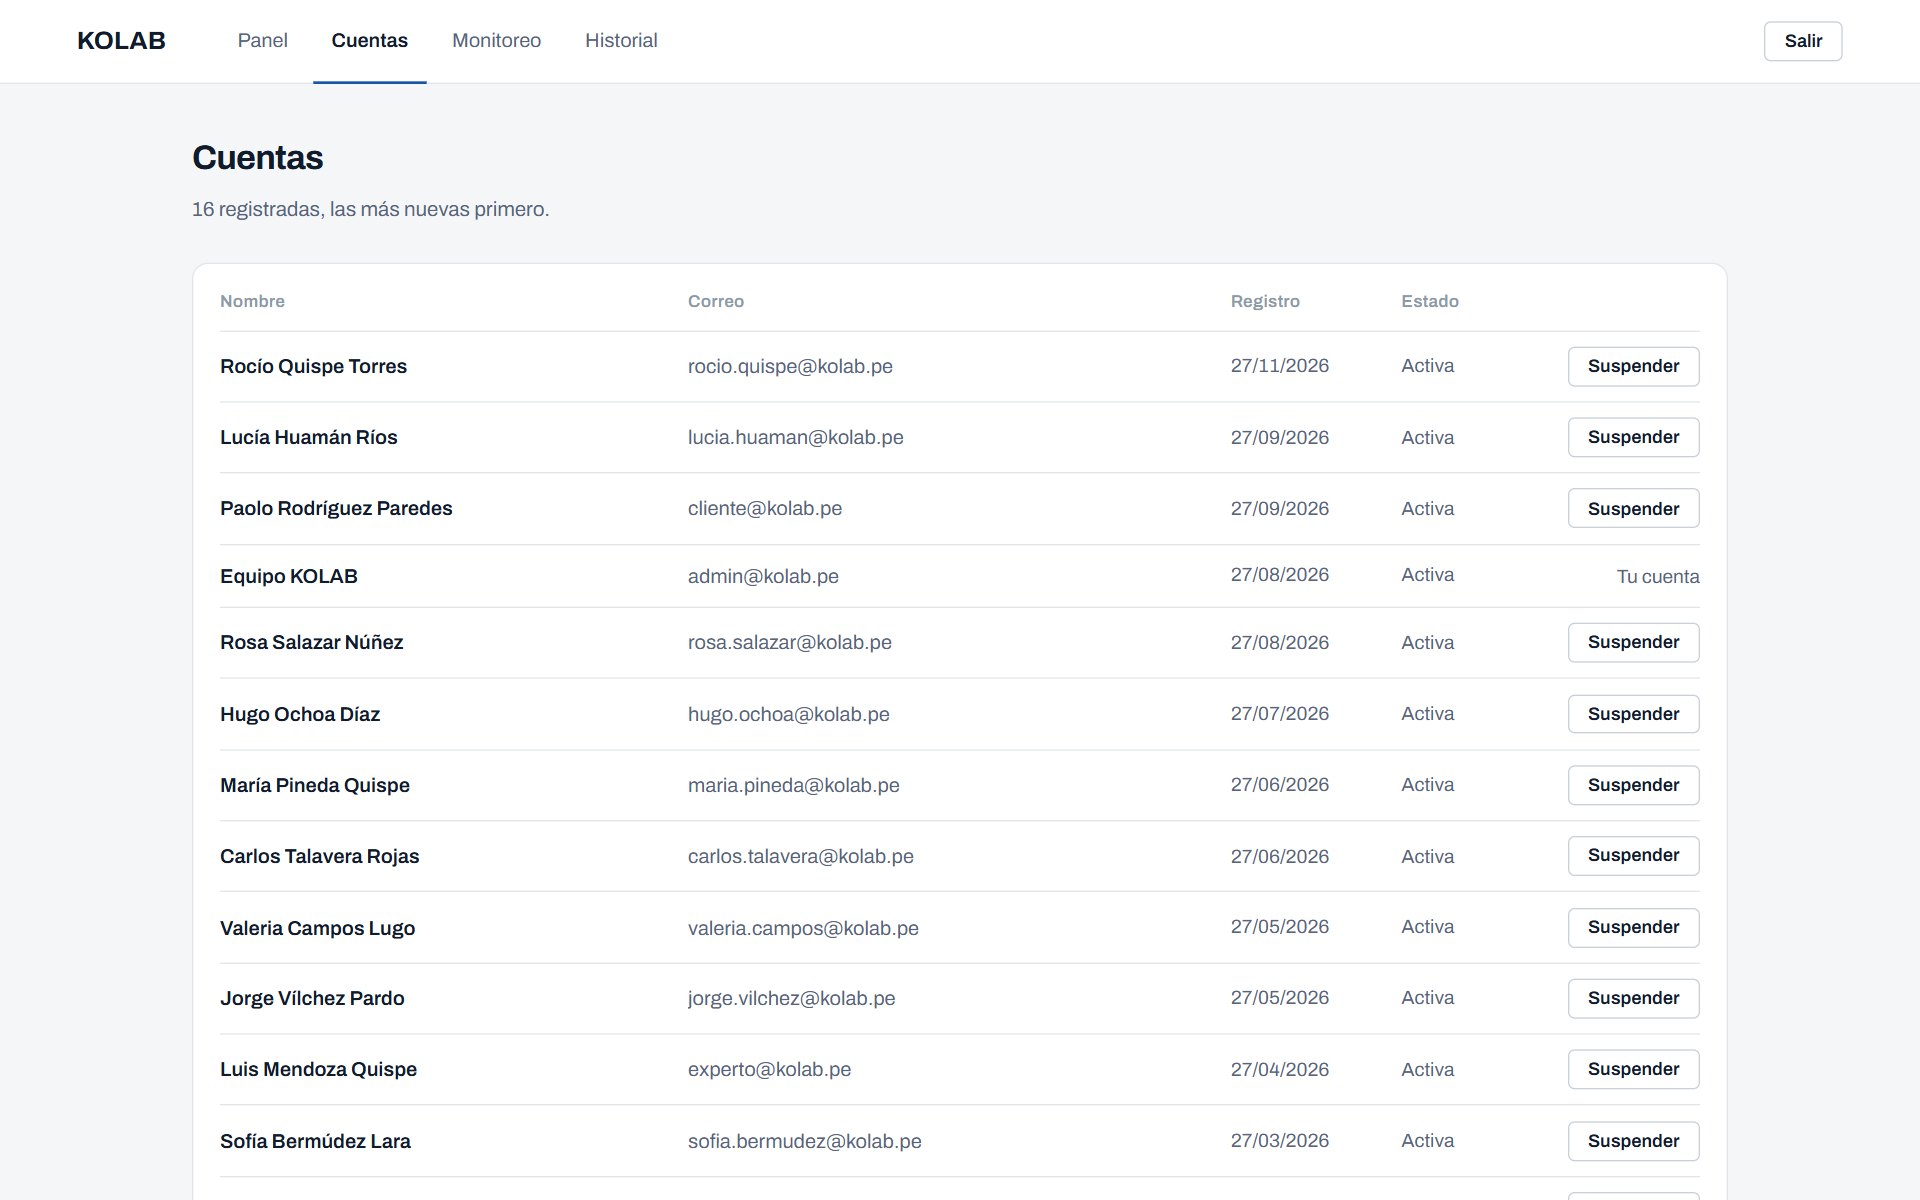 KOLAB Panel Cuentas Monitoreo Historial Salir
Cuentas
16 registradas, las más nuevas primero.
Nombre Correo Registro Estado
Rocío Quispe Torres rocio.quispe@kolab.pe 27/11/2026 Activa Suspender
Lucía Huamán Ríos lucia.huaman@kolab.pe 27/09/2026 Activa Suspender
Paolo Rodríguez Paredes cliente@kolab.pe 27/09/2026 Activa Suspender
Equipo KOLAB admin@kolab.pe 27/08/2026 Activa Tu cuenta
Rosa Salazar Núñez rosa.salazar@kolab.pe 27/08/2026 Activa Suspender
Hugo Ochoa Díaz hugo.ochoa@kolab.pe 27/07/2026 Activa Suspender
María Pineda Quispe maria.pineda@kolab.pe 27/06/2026 Activa Suspender
Carlos Talavera Rojas carlos.talavera@kolab.pe 27/06/2026 Activa Suspender
Valeria Campos Lugo valeria.campos@kolab.pe 27/05/2026 Activa Suspender
Jorge Vílchez Pardo jorge.vilchez@kolab.pe 27/05/2026 Activa Suspender
Luis Mendoza Quispe experto@kolab.pe 27/04/2026 Activa Suspender
Sofía Bermúdez Lara sofia.bermudez@kolab.pe 27/03/2026 Activa Suspender